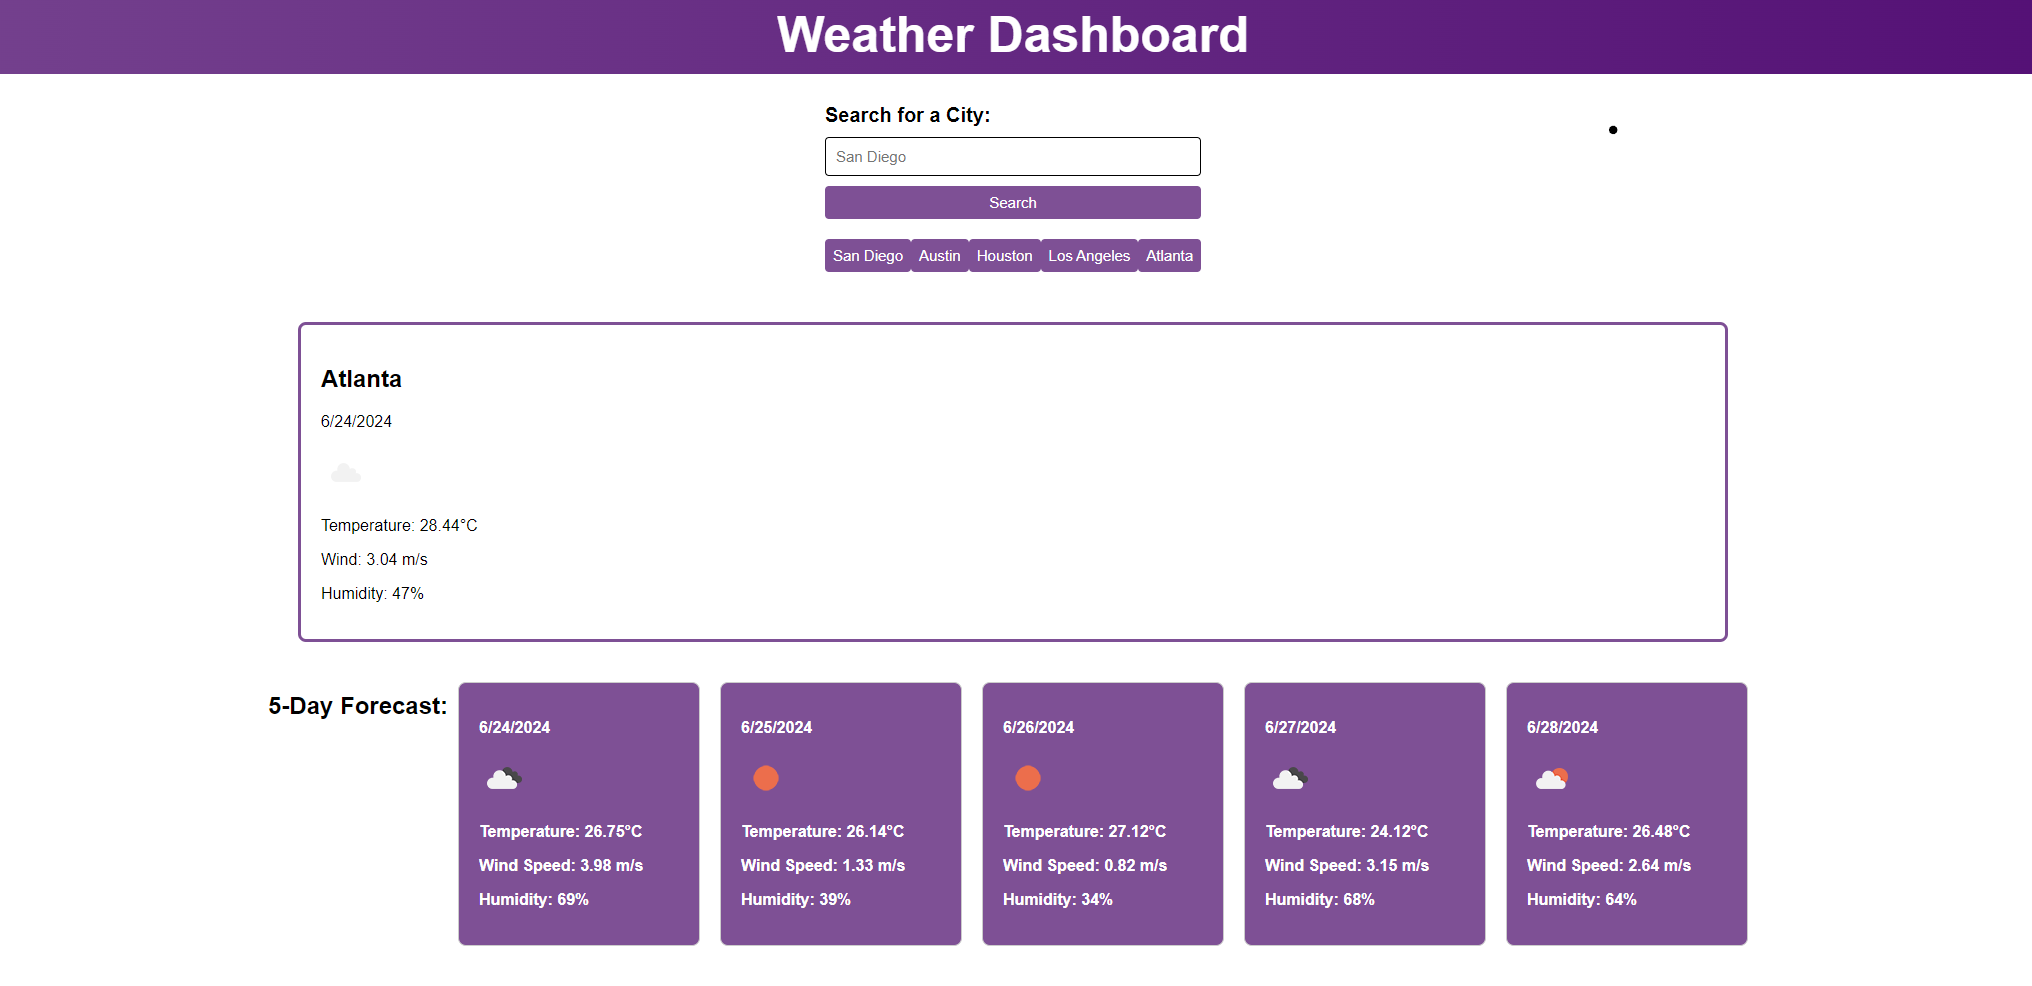 Weather Dashboard
Search for a City:
San Diego
Search
San Diego Austin Houston Los Angeles Atlanta
Atlanta
6/24/2024
Temperature: 28.44°C
Wind: 3.04 m/s
Humidity: 47%
5-Day Forecast:
6/24/2024
Temperature: 26.75°C
Wind Speed: 3.98 m/s
Humidity: 69%
6/25/2024
Temperature: 26.14°C
Wind Speed: 1.33 m/s
Humidity: 39%
6/26/2024
Temperature: 27.12°C
Wind Speed: 0.82 m/s
Humidity: 34%
6/27/2024
Temperature: 24.12°C
Wind Speed: 3.15 m/s
Humidity: 68%
6/28/2024
Temperature: 26.48°C
Wind Speed: 2.64 m/s
Humidity: 64%